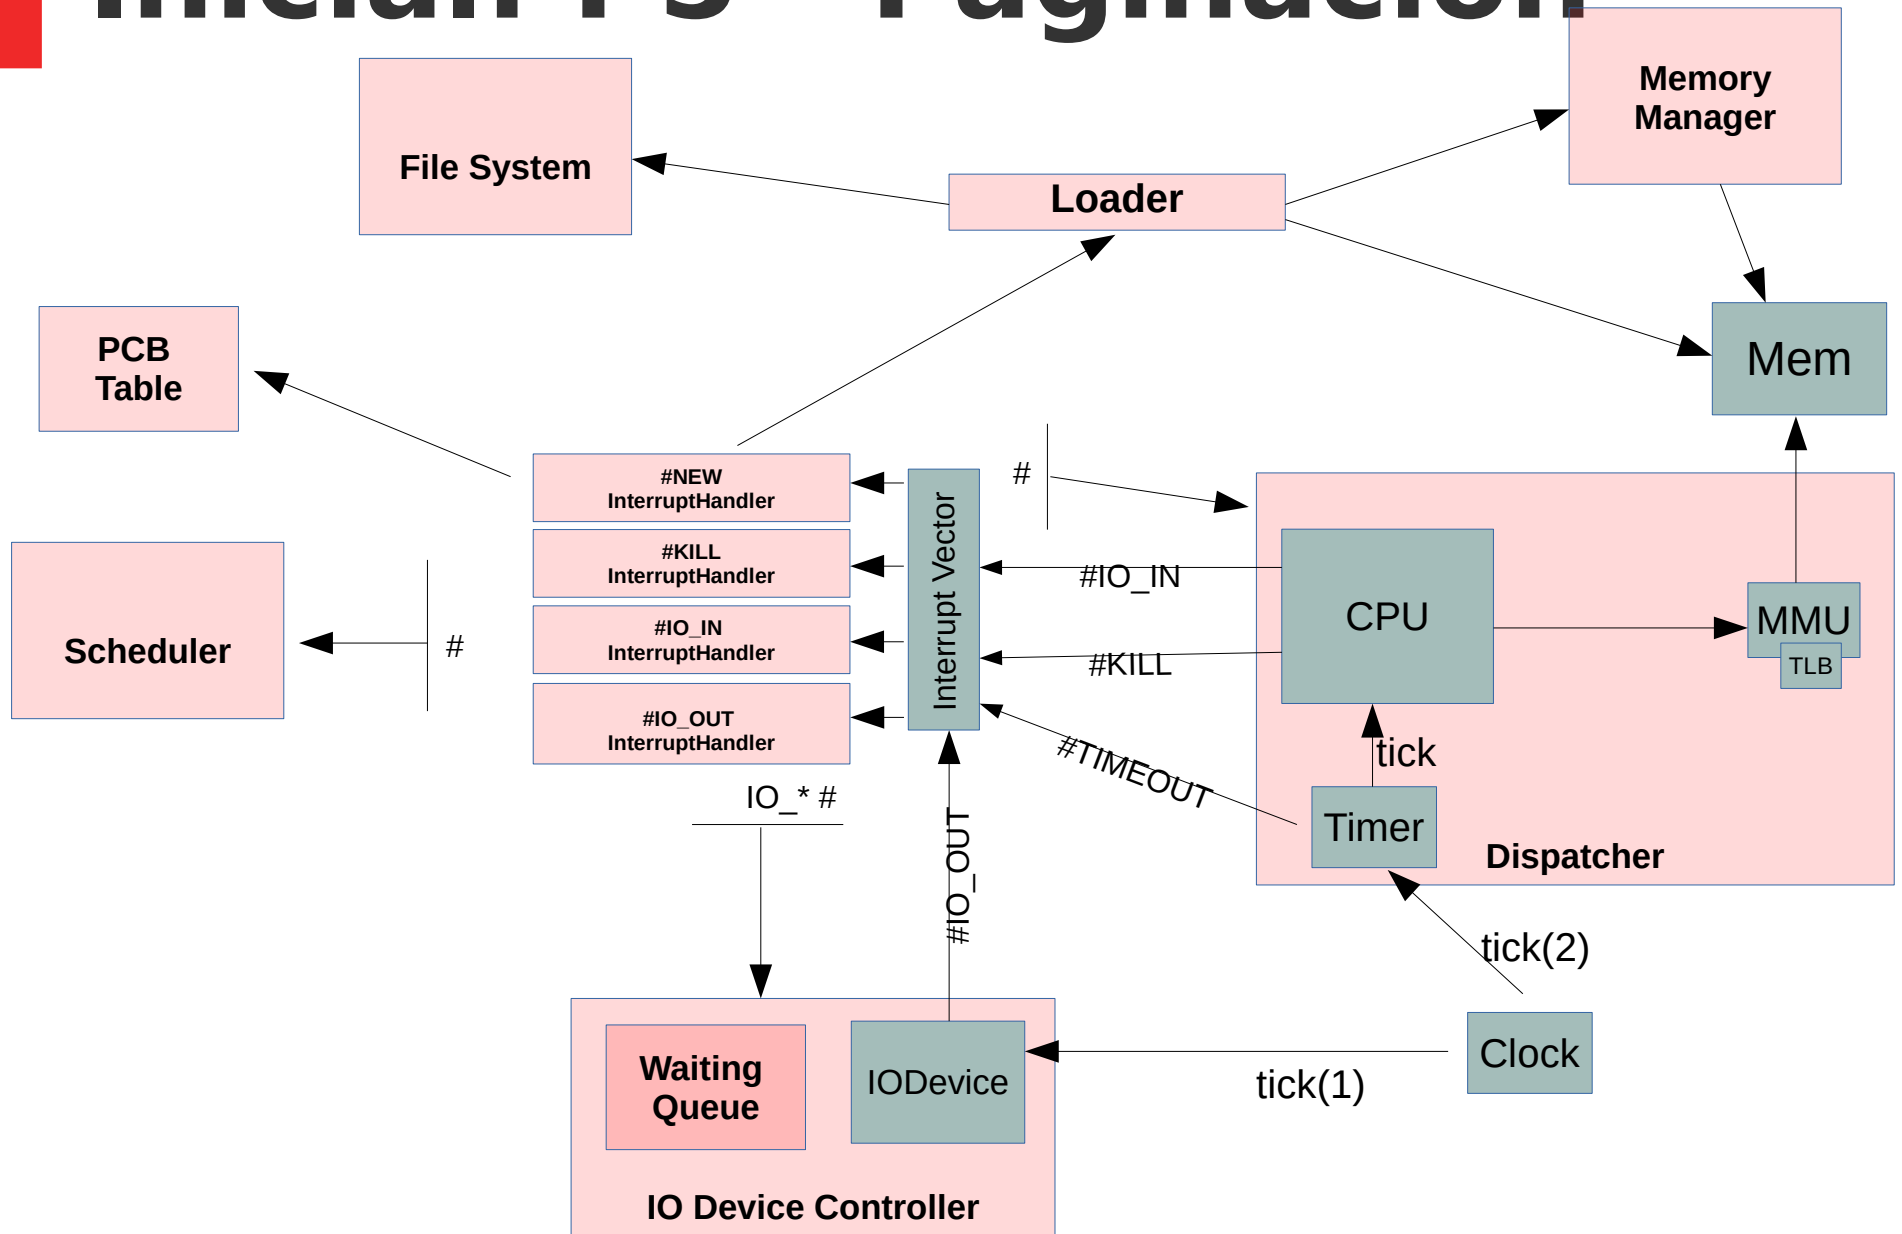 Paginación
Memory
Manager
File System
Loader
PCB
Table
Mem
#
#NEW
InterruptHandler
#KILL
InterruptHandler
#IO_IN
InterruptHandler
#IO_OUT
InterruptHandler
Interrupt Vector
#IO_IN
#KILL
#TIMEOUT
CPU
MMU
TLB
tick
Timer
Dispatcher
Scheduler
#
IO_* #
#IO_OUT
tick(2)
Clock
tick(1)
Waiting
Queue
IODevice
IO Device Controller